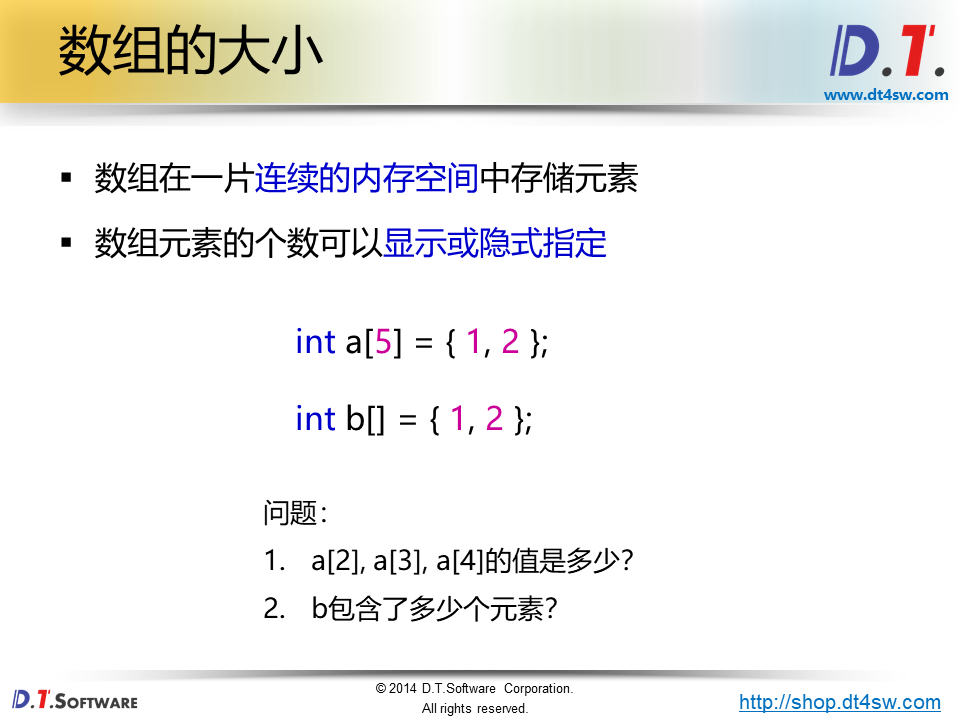 数组的大小
D.T.
www.dt4sw.com
▪ 数组在一片连续的内存空间中存储元素
▪ 数组元素的个数可以显示或隐式指定
int a[5] = { 1, 2 };
int b[] = { 1, 2 };
问题：
1. a[2], a[3], a[4]的值是多少？
2. b包含了多少个元素？
D.T.SOFTWARE
© 2014 D.T.Software Corporation.
All rights reserved.
http://shop.dt4sw.com